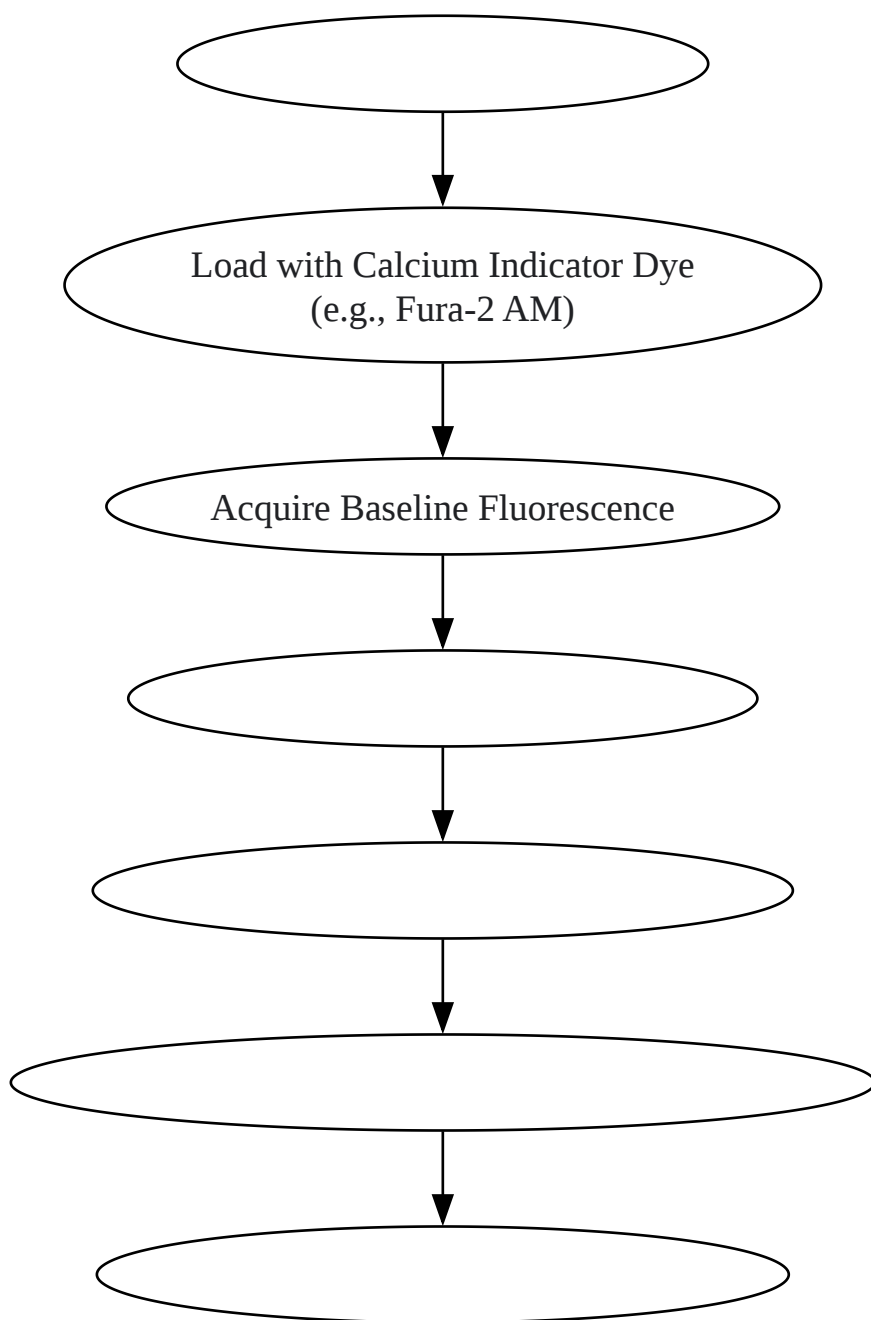 Load with Calcium Indicator Dye
(e.g., Fura-2 AM)
Acquire Baseline Fluorescence